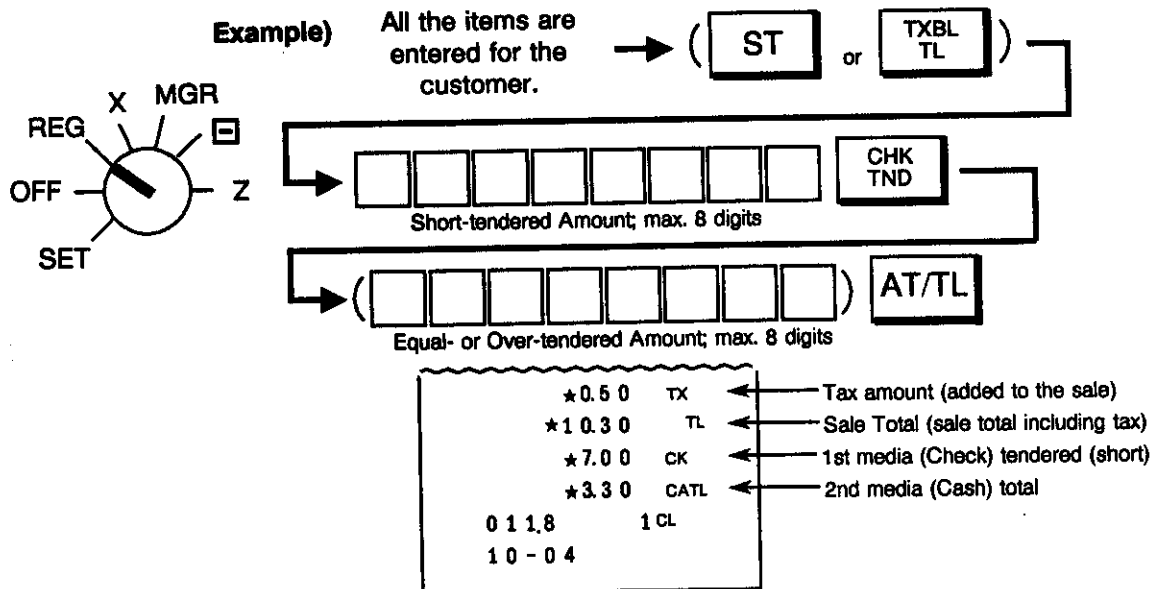 Example) All the items are entered for the customer.
( ST or TXBL TL )
X
MGR
REG
OFF
Z
SET
CHK TND
Short-tendered Amount; max. 8 digits
( ) AT/TL
Equal- or Over-tendered Amount; max. 8 digits
★0.50 TX Tax amount (added to the sale)
★10.30 TL Sale Total (sale total including tax)
★7.00 CK 1st media (Check) tendered (short)
★3.30 CATL 2nd media (Cash) total
011.8 1 CL
10-04